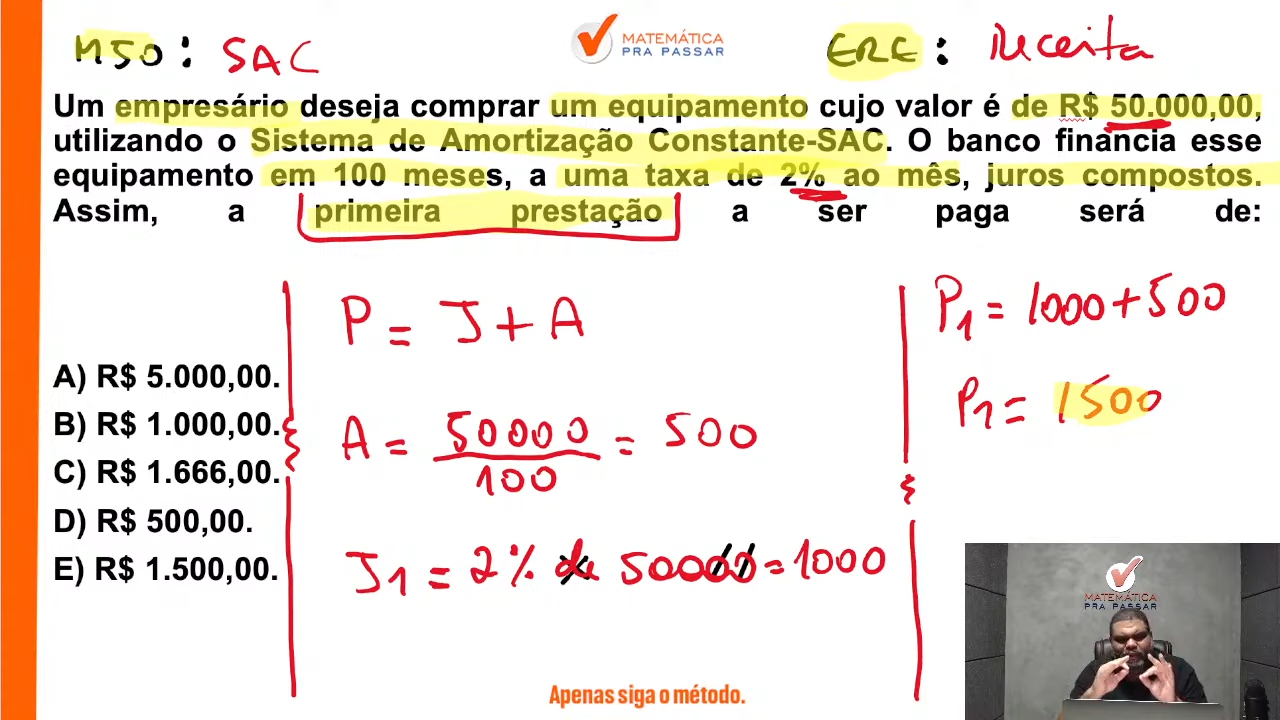 M50: SAC
MATEMÁTICA
PRA PASSAR
ERE: Receita
Um empresário deseja comprar um equipamento cujo valor é de R$ 50.000,00,
utilizando o Sistema de Amortização Constante-SAC. O banco financia esse
equipamento em 100 meses, a uma taxa de 2% ao mês, juros compostos.
Assim, a primeira prestação a ser paga será de:
A) R$ 5.000,00.
B) R$ 1.000,00.
C) R$ 1.666,00.
D) R$ 500,00.
E) R$ 1.500,00.
P = J + A
A = 50000/100 = 500
J1 = 2% de 50000 = 1000
P1 = 1000 + 500
P1 = 1500
MATEMÁTICA
PRA PASSAR
Apenas siga o método.